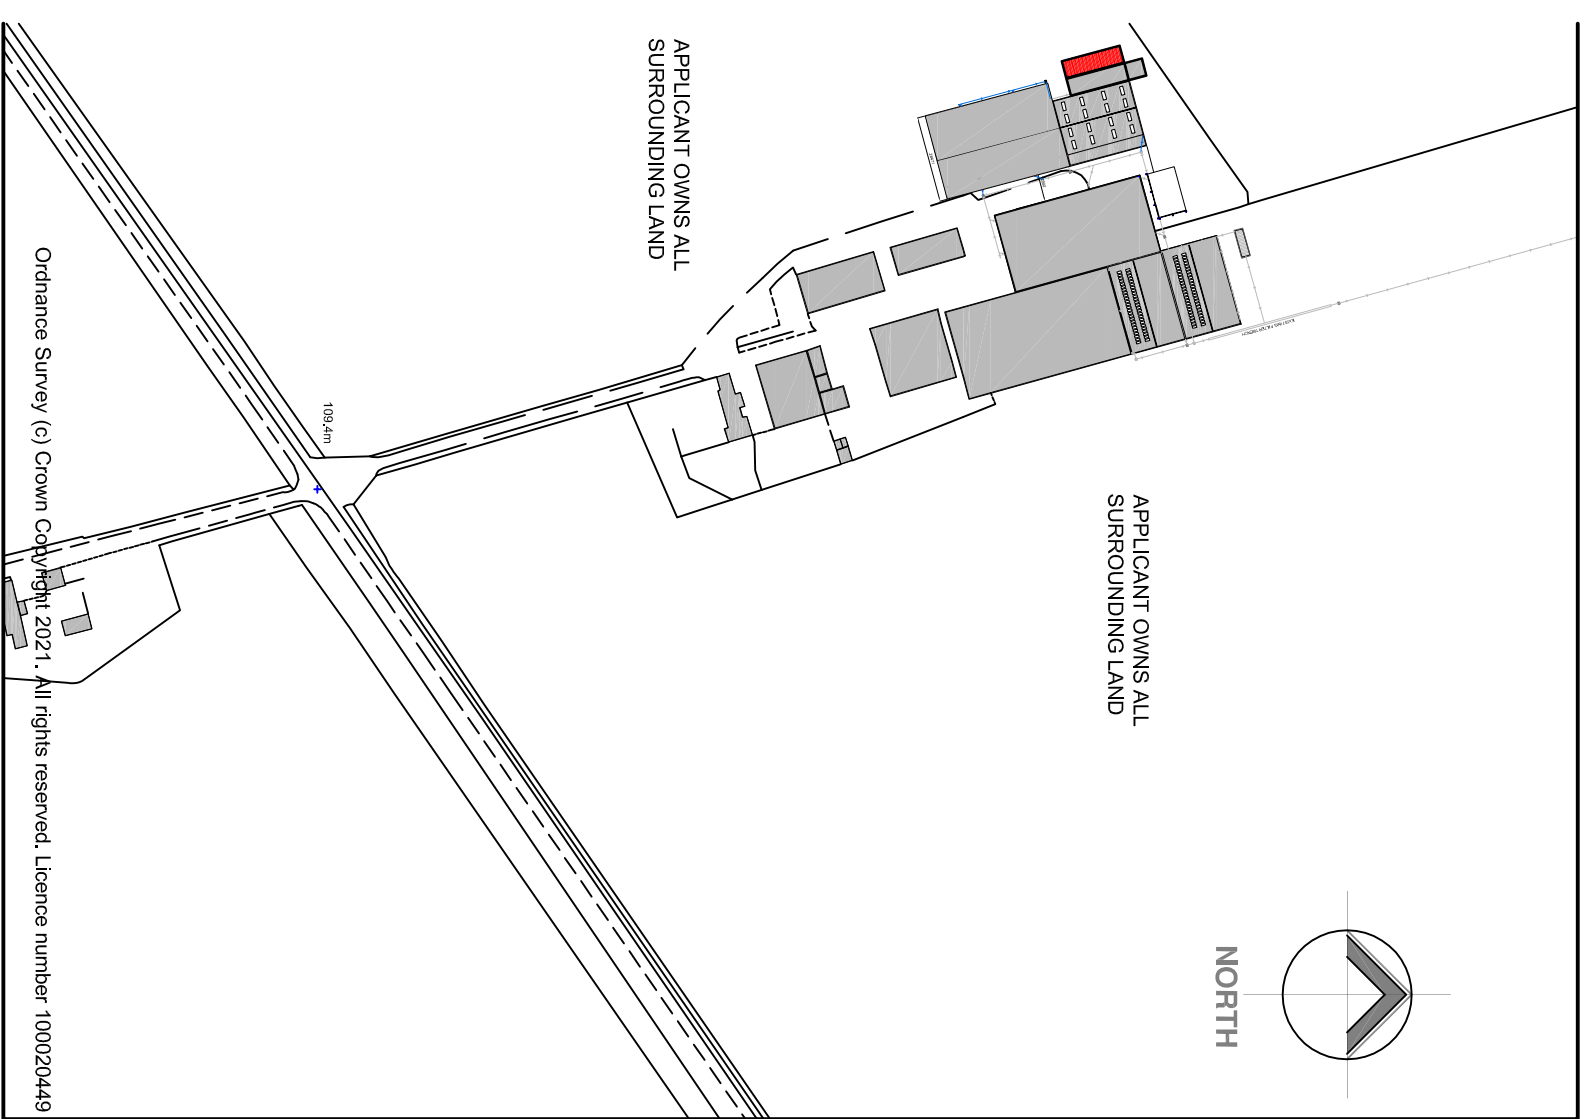 APPLICANT OWNS ALL
SURROUNDING LAND
APPLICANT OWNS ALL
SURROUNDING LAND
109.4m
NORTH
Ordnance Survey (c) Crown Copyright 2021. All rights reserved. Licence number 100020449